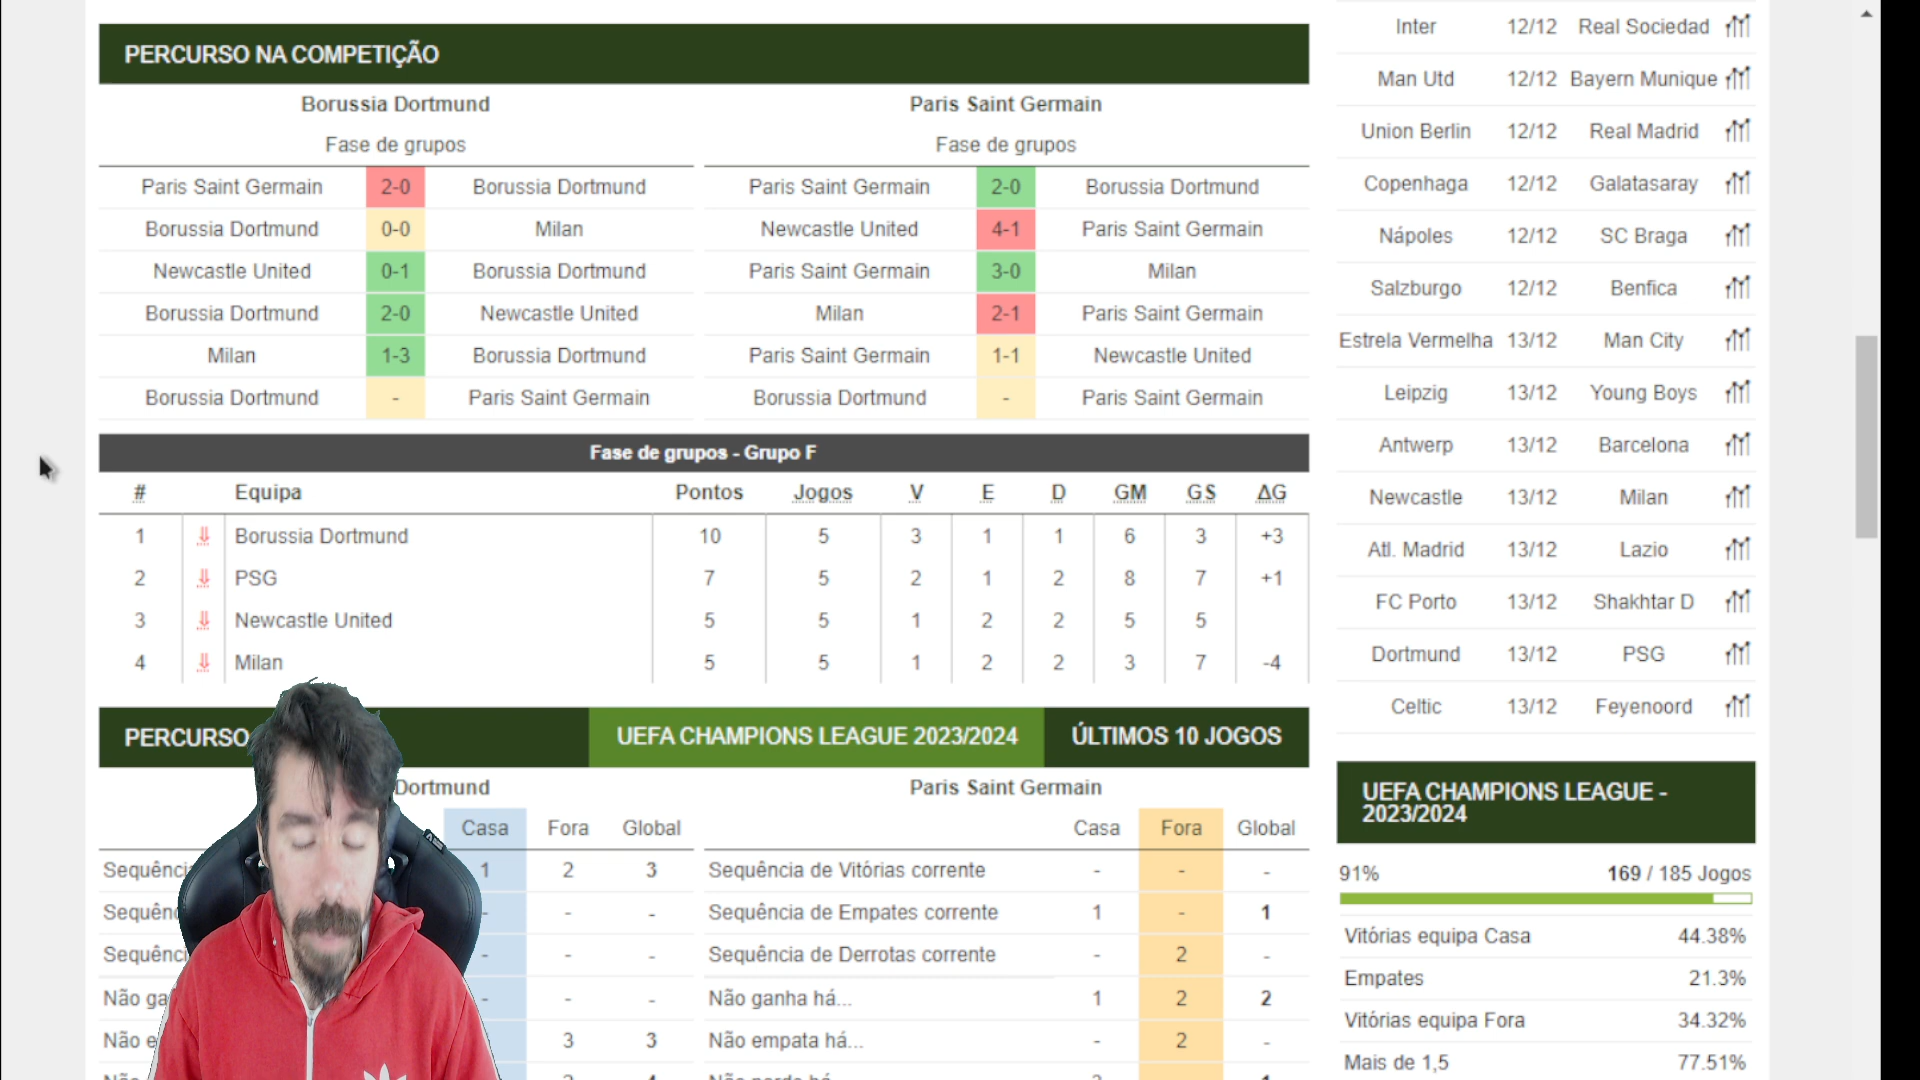 PERCURSO NA COMPETIÇÃO
Borussia Dortmund
Fase de grupos
Paris Saint Germain 2-0 Borussia Dortmund
Borussia Dortmund 0-0 Milan
Newcastle United 0-1 Borussia Dortmund
Borussia Dortmund 2-0 Newcastle United
Milan 1-3 Borussia Dortmund
Borussia Dortmund - Paris Saint Germain
Paris Saint Germain
Fase de grupos
Paris Saint Germain 2-0 Borussia Dortmund
Newcastle United 4-1 Paris Saint Germain
Paris Saint Germain 3-0 Milan
Milan 2-1 Paris Saint Germain
Paris Saint Germain 1-1 Newcastle United
Borussia Dortmund - Paris Saint Germain
Fase de grupos - Grupo F
# Equipa Pontos Jogos V E D GM GS ΔG
1 Borussia Dortmund 10 5 3 1 1 6 3 +3
2 PSG 7 5 2 1 2 8 7 +1
3 Newcastle United 5 5 1 2 2 5 5
4 Milan 5 5 1 2 2 3 7 -4
PERCURSO UEFA CHAMPIONS LEAGUE 2023/2024 ÚLTIMOS 10 JOGOS
Dortmund
Casa Fora Global
1 2 3
- - -
- - -
- - -
Não 3 3
Paris Saint Germain
Casa Fora Global
Sequência de Vitórias corrente - - -
Sequência de Empates corrente 1 - 1
Sequência de Derrotas corrente - 2 -
Não ganha há... 1 2 2
Não empata há... - 2 -
Inter 12/12 Real Sociedad
Man Utd 12/12 Bayern Munique
Union Berlin 12/12 Real Madrid
Copenhaga 12/12 Galatasaray
Nápoles 12/12 SC Braga
Salzburgo 12/12 Benfica
Estrela Vermelha 13/12 Man City
Leipzig 13/12 Young Boys
Antwerp 13/12 Barcelona
Newcastle 13/12 Milan
Atl. Madrid 13/12 Lazio
FC Porto 13/12 Shakhtar D
Dortmund 13/12 PSG
Celtic 13/12 Feyenoord
UEFA CHAMPIONS LEAGUE -
2023/2024
91% 169 / 185 Jogos
Vitórias equipa Casa 44.38%
Empates 21.3%
Vitórias equipa Fora 34.32%
Mais de 1,5 77.51%